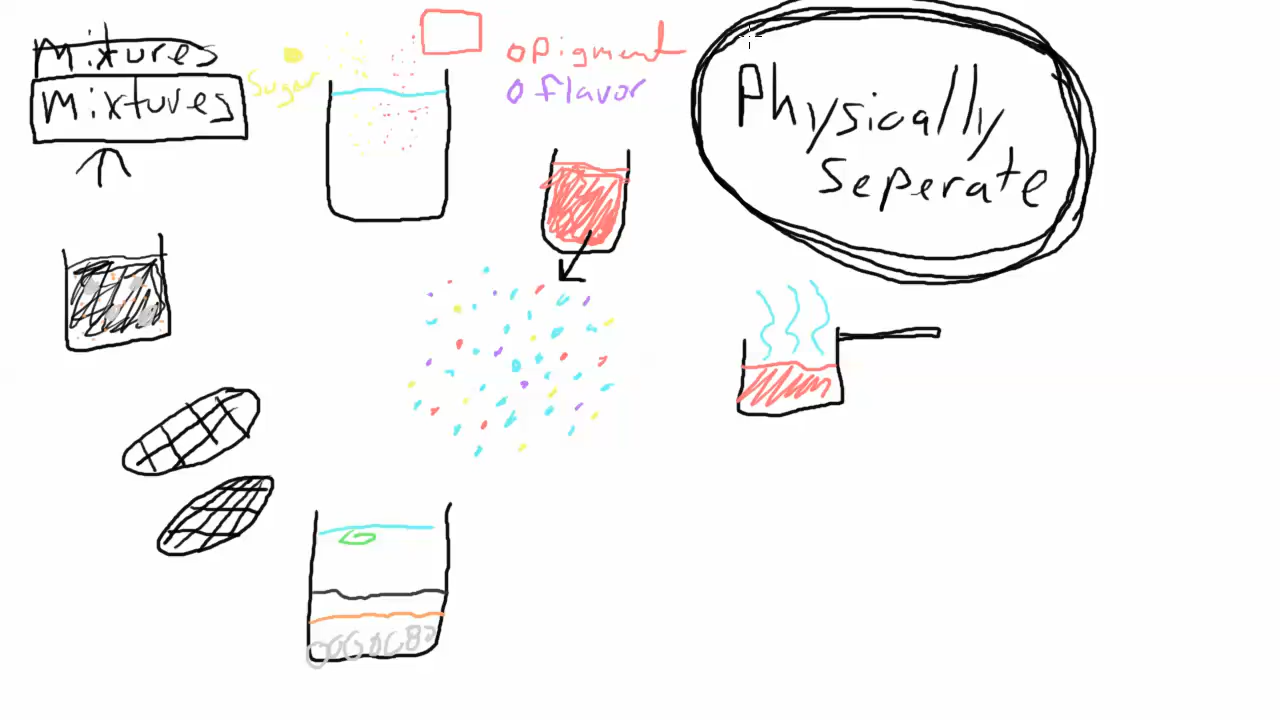 mixtures
mixtures
Sugar
pigment
flavor
Physically
seperate